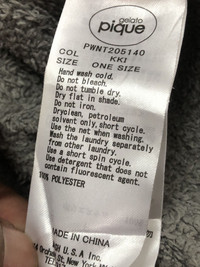 gelato
pique
PWNT205140
COL KKI
SIZE ONE SIZE
Hand wash cold.
Do not bleach.
Do not tumble dry.
Dry flat in shade.
Do not iron.
Dryclean, petroleum
solvent only, short cycle.
Use the net when washing.
Wash the laundry separately
from other laundry.
Use a short spin cycle.
Use detergent that does not
contain fluorescent agent.
100% POLYESTER
MADE IN CHINA
U.S.A Inc.
New York